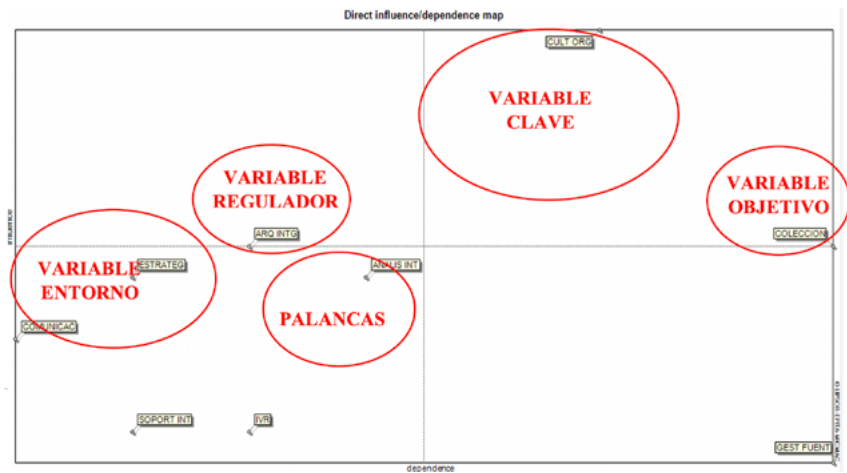 Direct influence/dependence map
CULT ORG
VARIABLE
CLAVE
VARIABLE
REGULADOR
VARIABLE
OBJETIVO
ARQ INTG
COLECCION
VARIABLE
ENTORNO
ESTRATEG
ANALIS INT
PALANCAS
COMUNICAC
SOPORT INT
IVR
GEST FUENT
influence
dependence